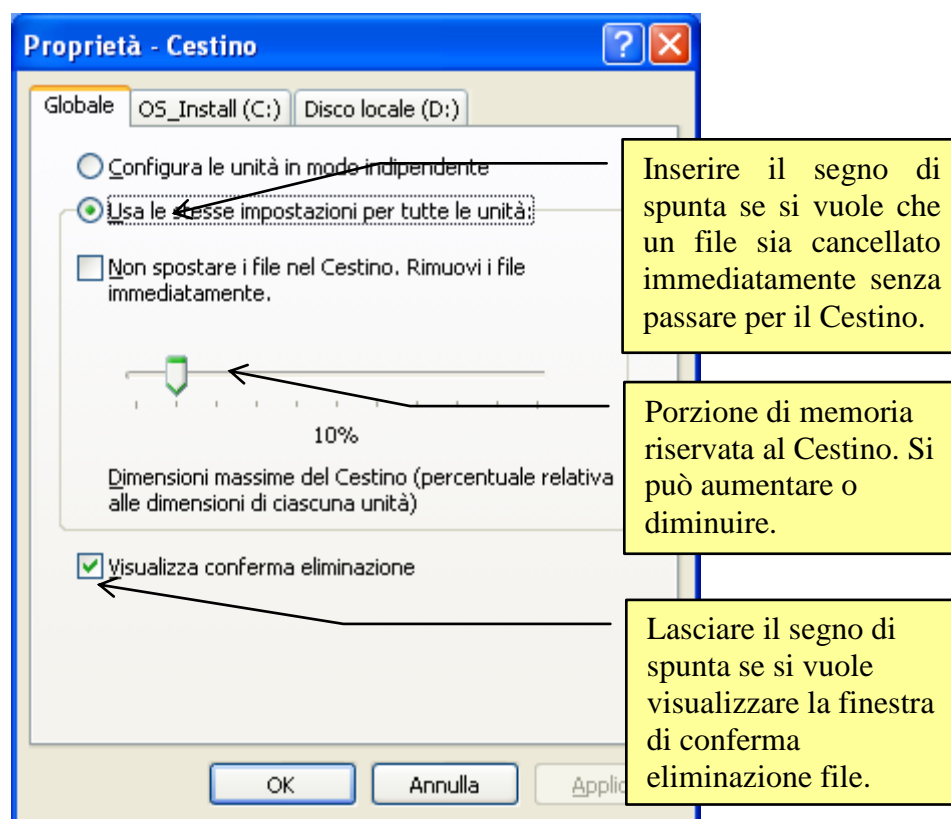 Proprietà - Cestino
Globale
OS_Install (C:)
Disco locale (D:)
Configura le unità in modo indipendente
Usa le stesse impostazioni per tutte le unità:
Non spostare i file nel Cestino. Rimuovi i file
immediatamente.
10%
Dimensioni massime del Cestino (percentuale relativa
alle dimensioni di ciascuna unità)
Visualizza conferma eliminazione
OK
Annulla
Applic
Inserire il segno di
spunta se si vuole che
un file sia cancellato
immediatamente senza
passare per il Cestino.
Porzione di memoria
riservata al Cestino. Si
può aumentare o
diminuire.
Lasciare il segno di
spunta se si vuole
visualizzare la finestra
di conferma
eliminazione file.